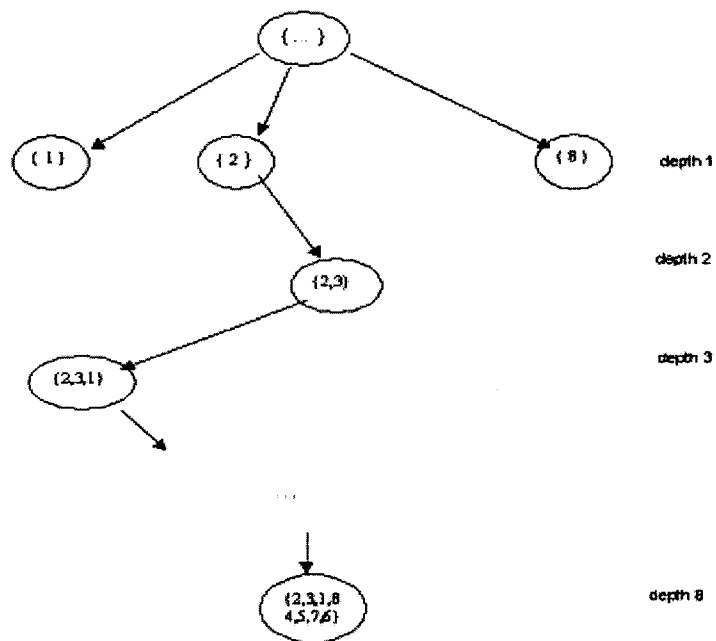 { ... }
{ 1 }
{ 2 }
{ 8 }
depth 1
depth 2
{2,3}
depth 3
{2,3,1}
...
{2,3,1,8
4,5,7,6}
depth 8